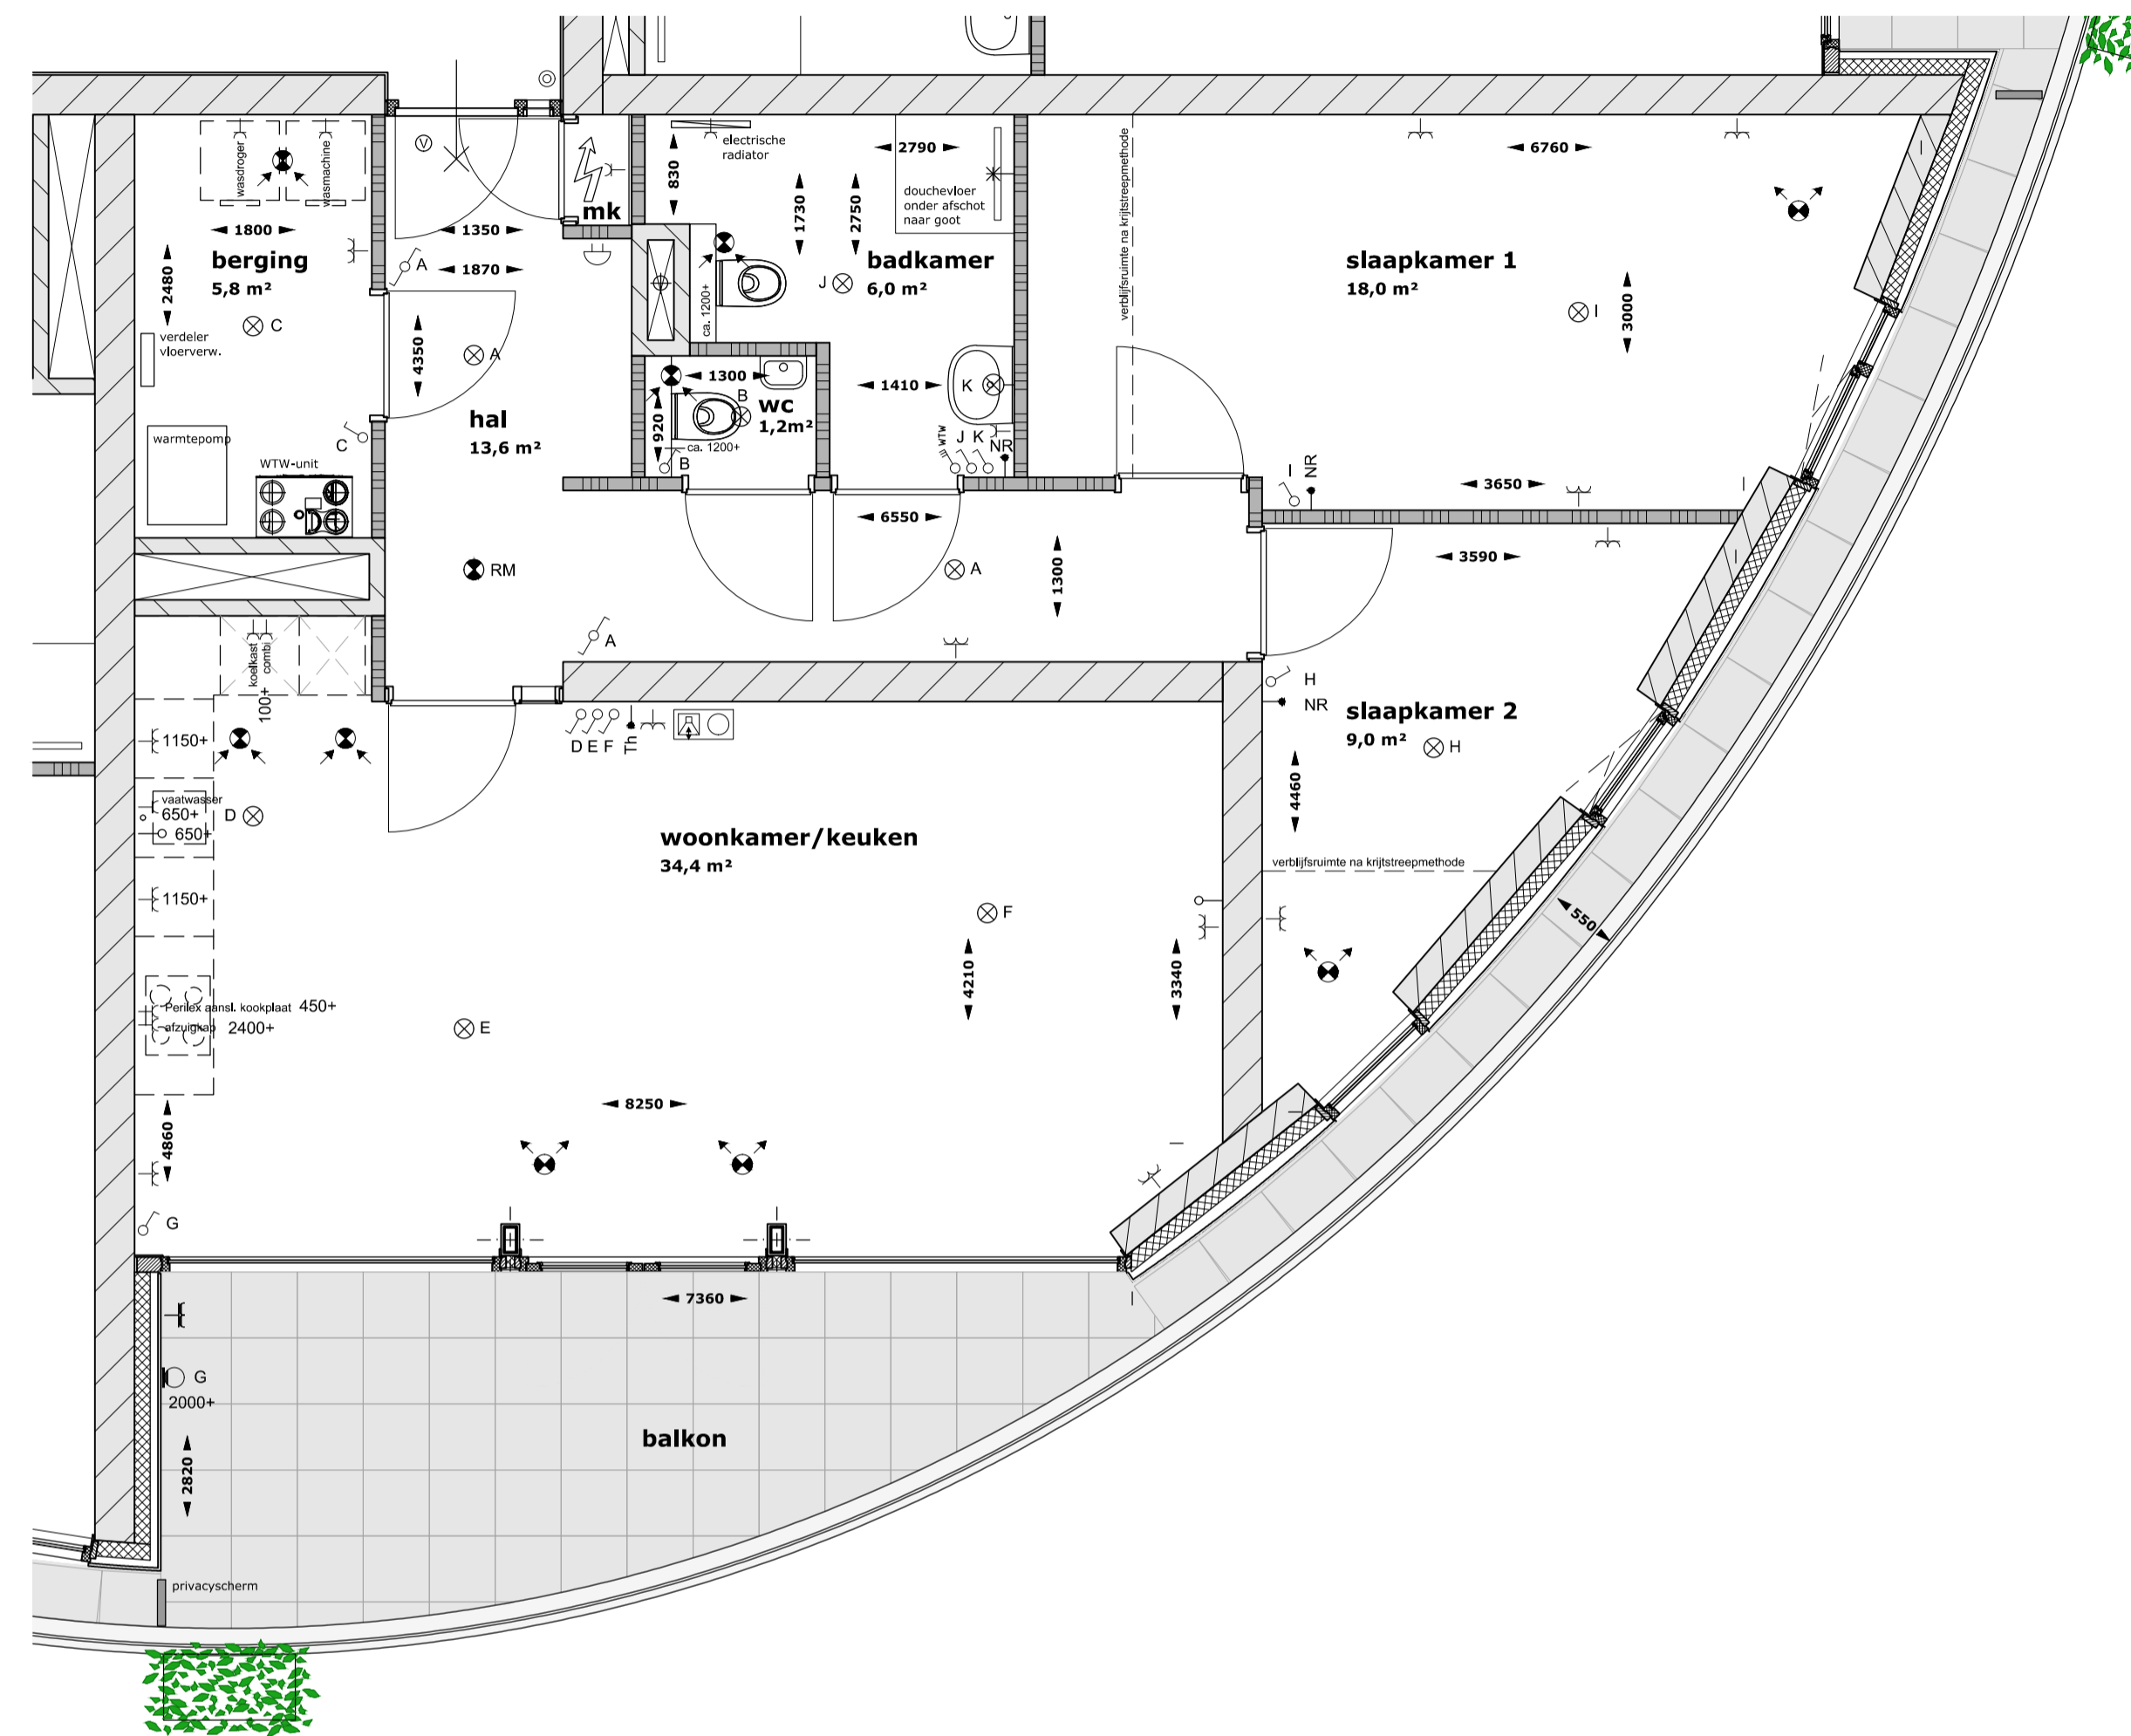 wasdroger
wasmachine
1800
2480
berging
5,8 m²
C
verdeler
vloerverw.
warmtepomp
WTW-unit
C
V
1350
1870
A
4350
A
hal
13,6 m²
RM
A
mk
830
electrische
radiator
2790
1730
2750
douchevloer
onder afschot
naar goot
badkamer
6,0 m²
J
ca. 1200+
1410
K
WTW
J
K
NR
1300
B
wc
1,2m²
920
ca. 1200+
B
6550
A
1300
verblijfsruimte na krijtstreepmethode
6760
slaapkamer 1
18,0 m²
I
3000
I
NR
3650
3590
H
NR
slaapkamer 2
9,0 m²
H
4460
verblijfsruimte na krijtstreepmethode
550
koelkast
combi
100+
1150+
vaatwasser
650+
650+
D
1150+
Perilex aansl. kookplaat 450+
afzuigkap 2400+
D E F
Th
woonkamer/keuken
34,4 m²
F
4210
3340
E
8250
4860
G
7360
G
2000+
balkon
2820
privacyscherm